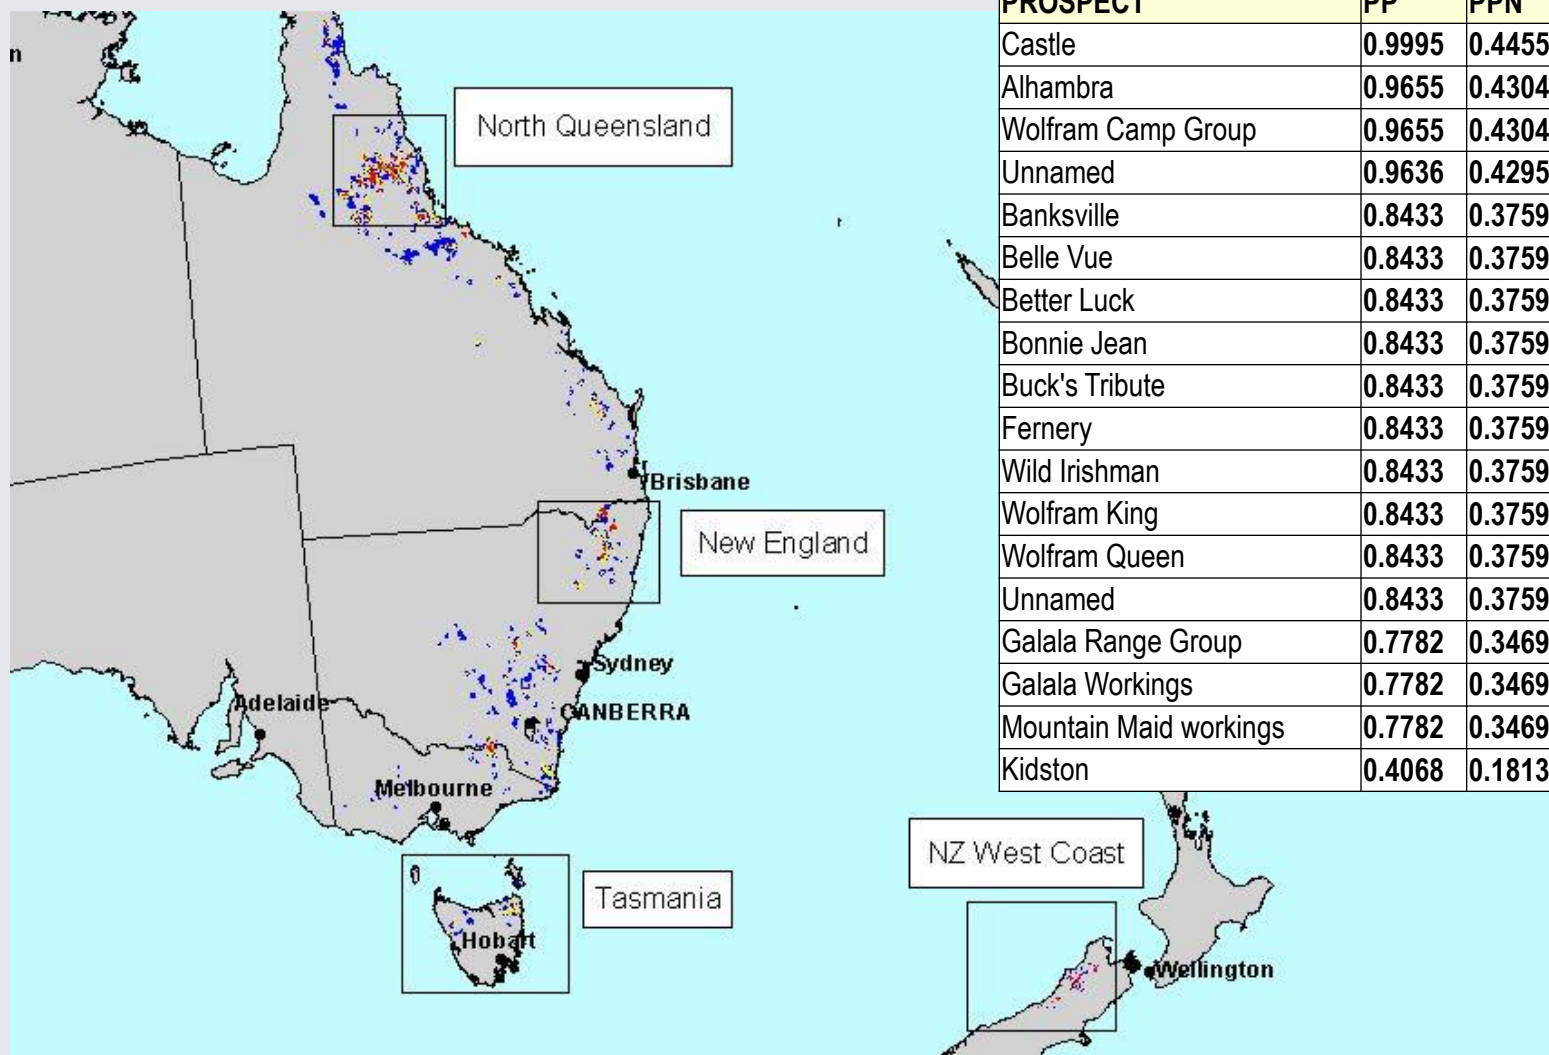 PROSPECT PP PPN
Castle 0.9995 0.4455
Alhambra 0.9655 0.4304
Wolfram Camp Group 0.9655 0.4304
Unnamed 0.9636 0.4295
Banksville 0.8433 0.3759
Belle Vue 0.8433 0.3759
Better Luck 0.8433 0.3759
Bonnie Jean 0.8433 0.3759
Buck's Tribute 0.8433 0.3759
Fernery 0.8433 0.3759
Wild Irishman 0.8433 0.3759
Wolfram King 0.8433 0.3759
Wolfram Queen 0.8433 0.3759
Unnamed 0.8433 0.3759
Galala Range Group 0.7782 0.3469
Galala Workings 0.7782 0.3469
Mountain Maid workings 0.7782 0.3469
Kidston 0.4068 0.1813
n
North Queensland
Brisbane
New England
Sydney
Adelaide
CANBERRA
Melbourne
NZ West Coast
Tasmania
Hobart
Wellington